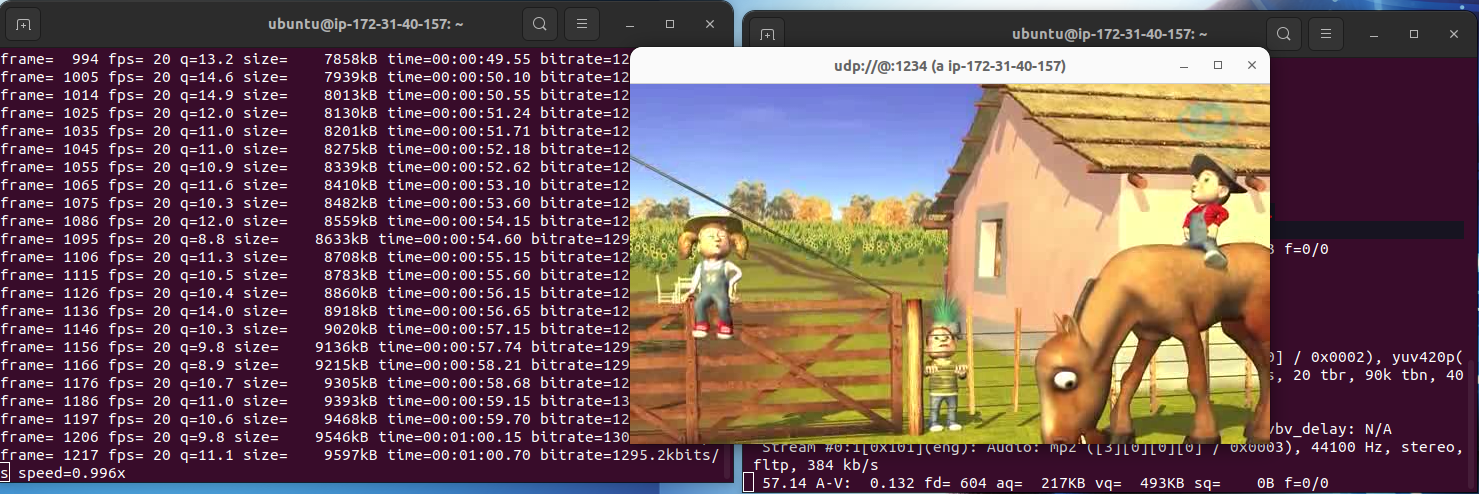 ubuntu@ip-172-31-40-157: ~
frame=  994 fps= 20 q=13.2 size=    7858kB time=00:00:49.55 bitrate=12
frame= 1005 fps= 20 q=14.6 size=    7939kB time=00:00:50.10 bitrate=12
frame= 1014 fps= 20 q=14.9 size=    8013kB time=00:00:50.55 bitrate=12
frame= 1025 fps= 20 q=12.0 size=    8130kB time=00:00:51.24 bitrate=12
frame= 1035 fps= 20 q=11.0 size=    8201kB time=00:00:51.71 bitrate=12
frame= 1045 fps= 20 q=11.0 size=    8275kB time=00:00:52.18 bitrate=12
frame= 1055 fps= 20 q=10.9 size=    8339kB time=00:00:52.62 bitrate=12
frame= 1065 fps= 20 q=11.6 size=    8410kB time=00:00:53.10 bitrate=12
frame= 1075 fps= 20 q=10.3 size=    8482kB time=00:00:53.60 bitrate=12
frame= 1086 fps= 20 q=12.0 size=    8559kB time=00:00:54.15 bitrate=12
frame= 1095 fps= 20 q=8.8 size=    8633kB time=00:00:54.60 bitrate=129
frame= 1106 fps= 20 q=11.3 size=    8708kB time=00:00:55.15 bitrate=12
frame= 1115 fps= 20 q=10.5 size=    8783kB time=00:00:55.60 bitrate=12
frame= 1126 fps= 20 q=10.4 size=    8860kB time=00:00:56.15 bitrate=12
frame= 1136 fps= 20 q=14.0 size=    8918kB time=00:00:56.65 bitrate=12
frame= 1146 fps= 20 q=10.3 size=    9020kB time=00:00:57.15 bitrate=12
frame= 1156 fps= 20 q=9.8 size=    9136kB time=00:00:57.74 bitrate=129
frame= 1166 fps= 20 q=8.9 size=    9215kB time=00:00:58.21 bitrate=129
frame= 1176 fps= 20 q=10.7 size=    9305kB time=00:00:58.68 bitrate=12
frame= 1186 fps= 20 q=11.0 size=    9393kB time=00:00:59.15 bitrate=13
frame= 1197 fps= 20 q=10.6 size=    9468kB time=00:00:59.70 bitrate=12
frame= 1206 fps= 20 q=9.8 size=    9546kB time=00:01:00.15 bitrate=130
frame= 1217 fps= 20 q=11.1 size=    9597kB time=00:01:00.70 bitrate=1295.2kbits/
s speed=0.996x
ubuntu@ip-172-31-40-157: ~
udp://@:1234 (a ip-172-31-40-157)
B f=0/0
0] / 0x0002), yuv420p(
s, 20 tbr, 90k tbn, 40
vbv_delay: N/A
Stream #0:1[0x101](eng): Audio: mp2 ([3][0][0][0] / 0x0003), 44100 Hz, stereo,
fltp, 384 kb/s
57.14 A-V:  0.132 fd= 604 aq=  217KB vq=  493KB sq=    0B f=0/0